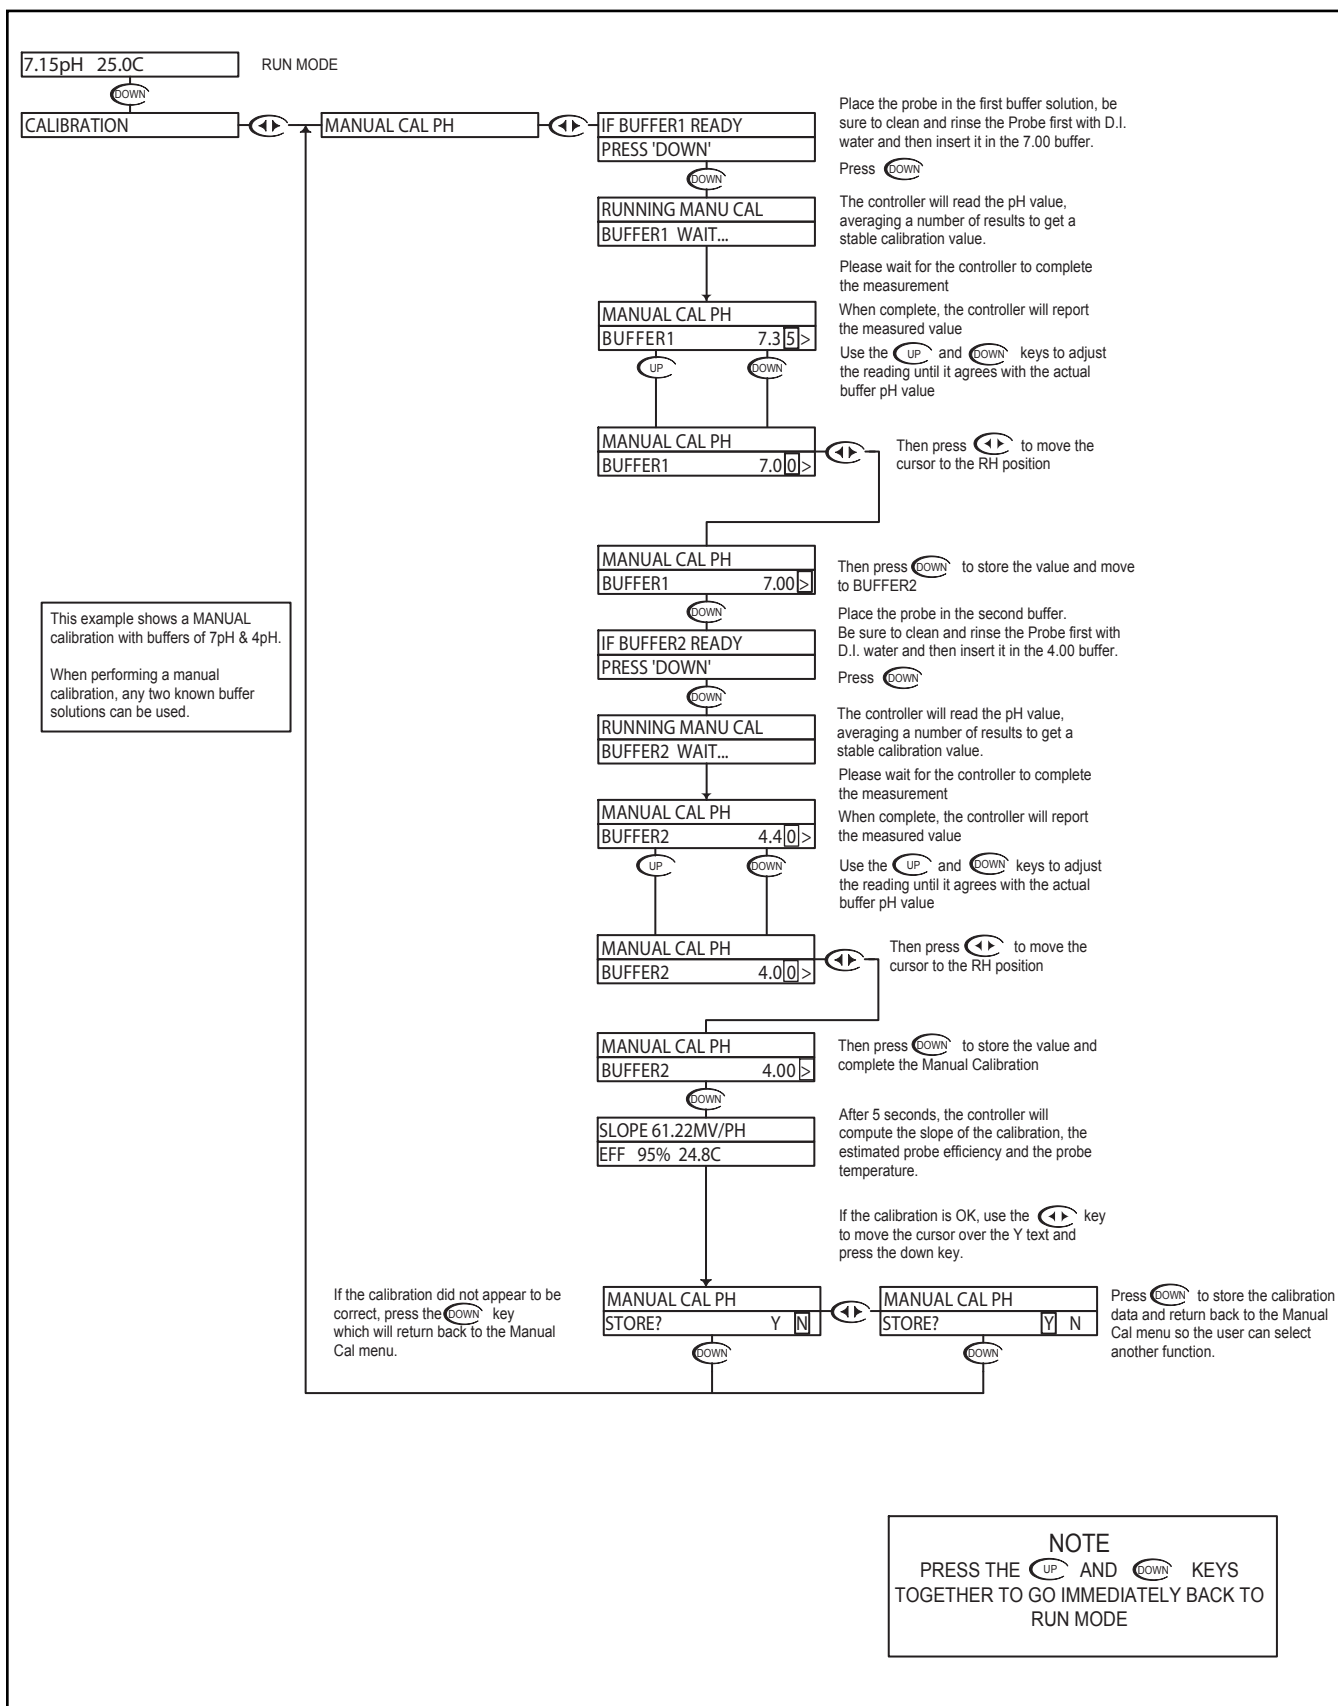 7.15pH 25.0C
RUN MODE
DOWN
CALIBRATION
MANUAL CAL PH
IF BUFFER1 READY
PRESS 'DOWN'
Place the probe in the first buffer solution, be
sure to clean and rinse the Probe first with D.I.
water and then insert it in the 7.00 buffer.
Press DOWN
DOWN
RUNNING MANU CAL
BUFFER1 WAIT...
The controller will read the pH value,
averaging a number of results to get a
stable calibration value.
Please wait for the controller to complete
the measurement
MANUAL CAL PH
BUFFER1 7.35>
When complete, the controller will report
the measured value
Use the UP and DOWN keys to adjust
the reading until it agrees with the actual
buffer pH value
UP
DOWN
MANUAL CAL PH
BUFFER1 7.00>
Then press to move the
cursor to the RH position
MANUAL CAL PH
BUFFER1 7.00>
Then press DOWN to store the value and move
to BUFFER2
DOWN
This example shows a MANUAL
calibration with buffers of 7pH & 4pH.
When performing a manual
calibration, any two known buffer
solutions can be used.
IF BUFFER2 READY
PRESS 'DOWN'
Place the probe in the second buffer.
Be sure to clean and rinse the Probe first with
D.I. water and then insert it in the 4.00 buffer.
Press DOWN
DOWN
RUNNING MANU CAL
BUFFER2 WAIT...
The controller will read the pH value,
averaging a number of results to get a
stable calibration value.
Please wait for the controller to complete
the measurement
MANUAL CAL PH
BUFFER2 4.40>
When complete, the controller will report
the measured value
UP
DOWN
Use the UP and DOWN keys to adjust
the reading until it agrees with the actual
buffer pH value
MANUAL CAL PH
BUFFER2 4.00>
Then press to move the
cursor to the RH position
MANUAL CAL PH
BUFFER2 4.00>
Then press DOWN to store the value and
complete the Manual Calibration
DOWN
SLOPE 61.22MV/PH
EFF 95% 24.8C
After 5 seconds, the controller will
compute the slope of the calibration, the
estimated probe efficiency and the probe
temperature.
If the calibration is OK, use the key
to move the cursor over the Y text and
press the down key.
If the calibration did not appear to be
correct, press the DOWN key
which will return back to the Manual
Cal menu.
MANUAL CAL PH
STORE? Y N
DOWN
MANUAL CAL PH
STORE? Y N
DOWN
Press DOWN to store the calibration
data and return back to the Manual
Cal menu so the user can select
another function.
NOTE
PRESS THE UP AND DOWN KEYS
TOGETHER TO GO IMMEDIATELY BACK TO
RUN MODE